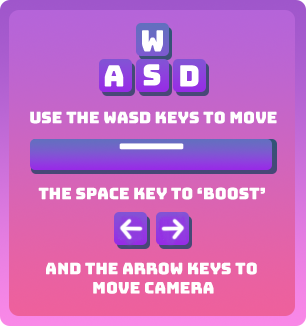 W
A S D
USE THE WASD KEYS TO MOVE
THE SPACE KEY TO ‘BOOST’
← →
AND THE ARROW KEYS TO
MOVE CAMERA